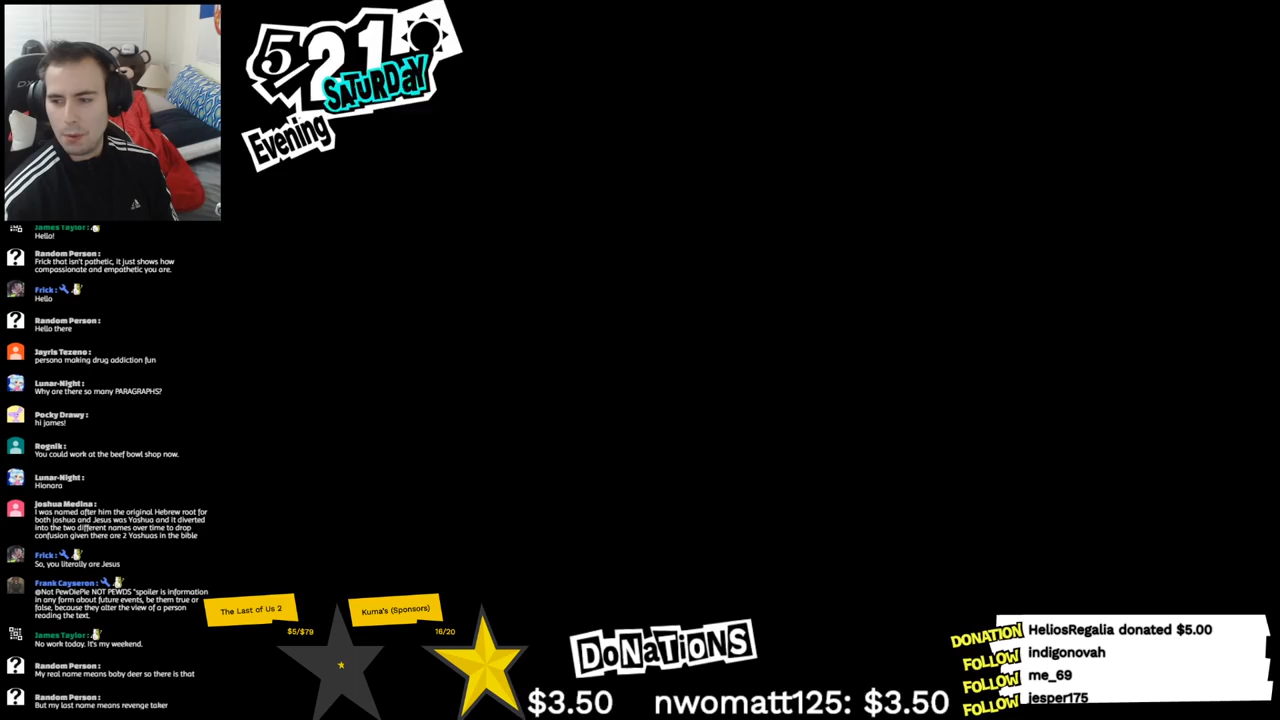 5/21
SATURDAY
Evening
James Taylor :
Hello!
Random Person :
Frick that isn't pathetic, it just shows how
compassionate and empathetic you are.
Frick :
Hello
Random Person :
Hello there
Jayris Tezeno :
persona making drug addiction fun
Lunar-Night :
Why are there so many PARAGRAPHS?
Pocky Drawy :
hi james!
Rognik :
You could work at the beef bowl shop now.
Lunar-Night :
Hionara
joshua Medina :
I was named after him the original Hebrew root for
both joshua and Jesus was Yashua and it diverted
into the two different names over time to drop
confusion given there are 2 Yashuas in the bible
Frick :
So, you literally are Jesus
Frank Cayseron :
@Not PewDiePie NOT PEWDS "spoiler is information
in any form about future events, be them true or
false, because they alter the view of a person
reading the text.
James Taylor :
No work today. It's my weekend.
Random Person :
My real name means baby deer so there is that
Random Person :
But my last name means revenge taker
The Last of Us 2
$5/$79
Kuma's (Sponsors)
16/20
DONATIONS
$3.50 nwomatt125: $3.50
DONATION HeliosRegalia donated $5.00
FOLLOW indigonovah
FOLLOW me_69
FOLLOW jesper175